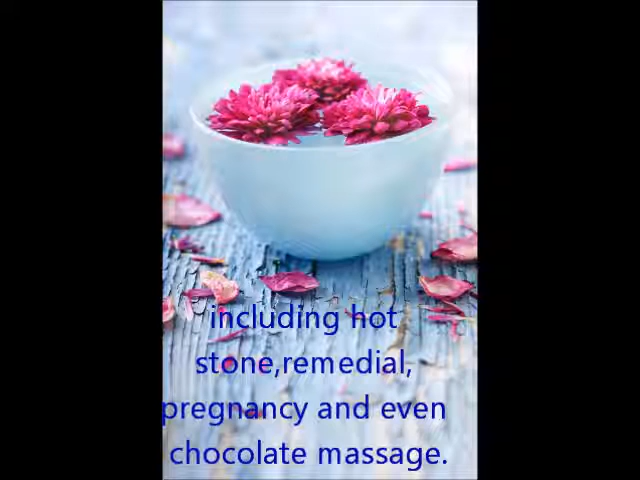 including hot
stone,remedial,
pregnancy and even
chocolate massage.